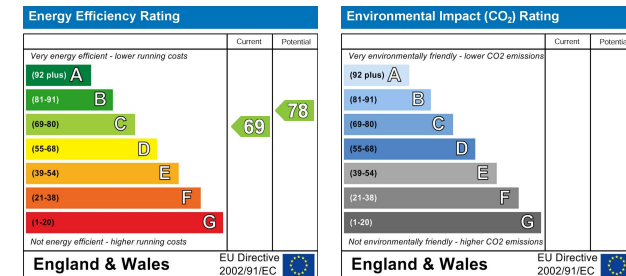 Energy Efficiency Rating
Current Potential
Very energy efficient - lower running costs
(92 plus) A
(81-91) B
(69-80) C
(55-68) D
(39-54) E
(21-38) F
(1-20) G
69
78
Not energy efficient - higher running costs
England & Wales
EU Directive
2002/91/EC
Environmental Impact (CO₂) Rating
Current Potential
Very environmentally friendly - lower CO2 emissions
(92 plus) A
(81-91) B
(69-80) C
(55-68) D
(39-54) E
(21-38) F
(1-20) G
Not environmentally friendly - higher CO2 emissions
England & Wales
EU Directive
2002/91/EC